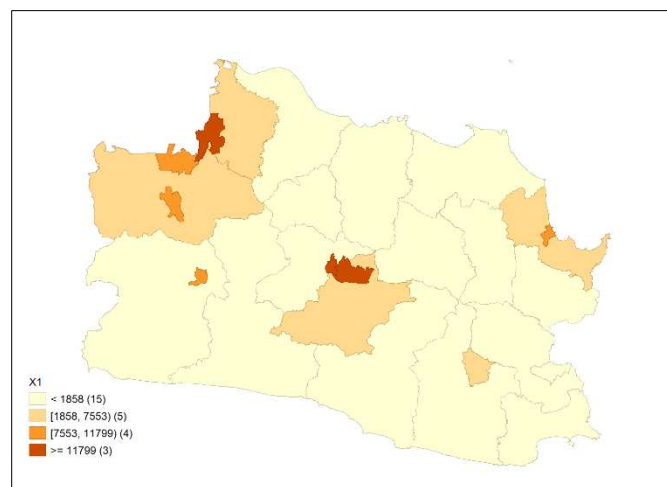 X1
< 1858 (15)
[1858, 7553) (5)
[7553, 11799) (4)
>= 11799 (3)